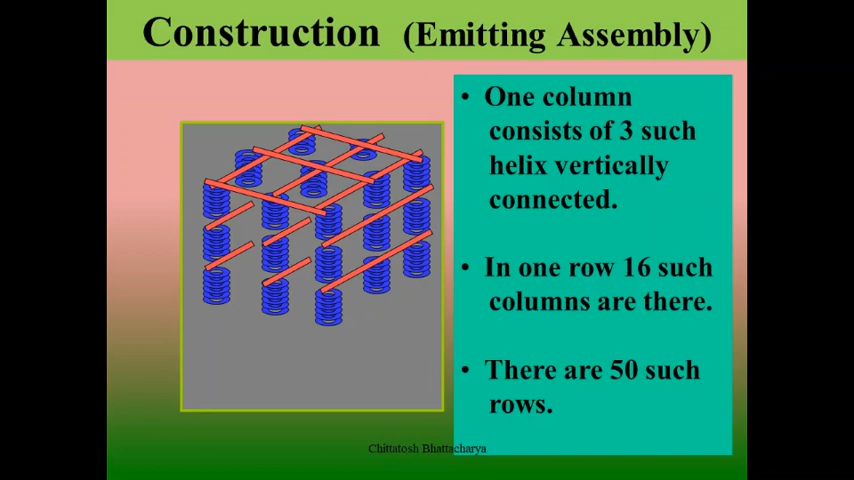 Construction (Emitting Assembly)
• One column
consists of 3 such
helix vertically
connected.
• In one row 16 such
columns are there.
• There are 50 such
rows.
Chittatosh Bhattacharya